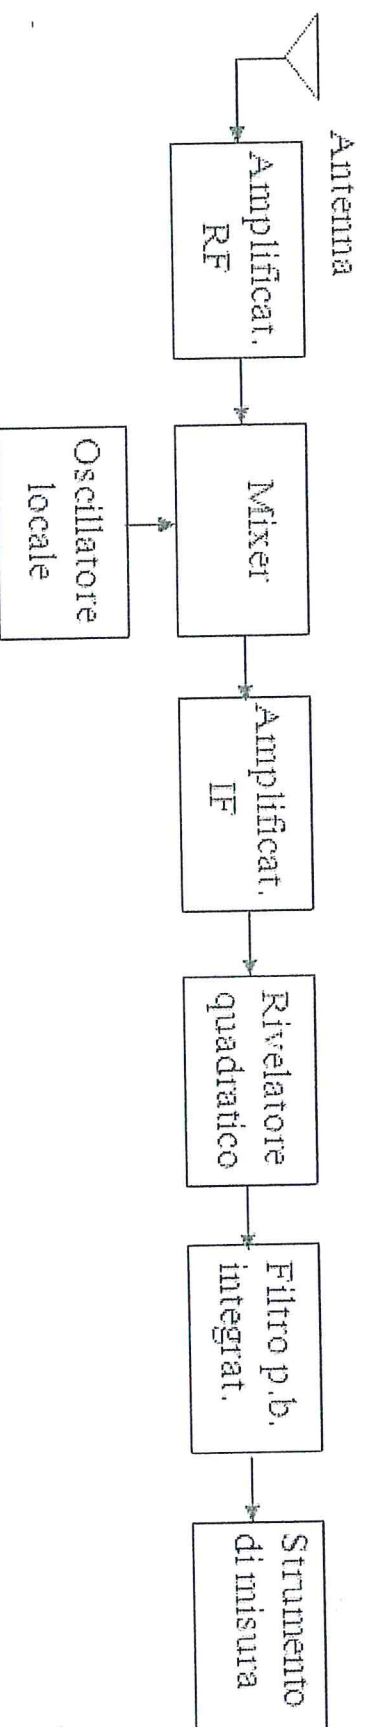 Antenna
Amplificat.
RF
Mixer
Oscillatore
locale
Amplificat.
IF
Rivelatore
quadratico
Filtro p.b.
integrat.
Strumento
di misura